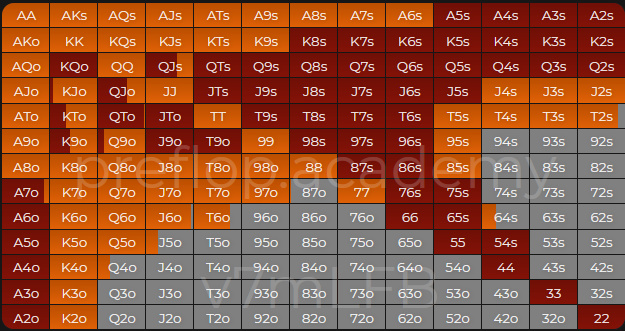 AA AKs AQs AJs ATs A9s A8s A7s A6s A5s A4s A3s A2s
AKo KK KQs KJs KTs K9s K8s K7s K6s K5s K4s K3s K2s
AQo KQo QQ QJs QTs Q9s Q8s Q7s Q6s Q5s Q4s Q3s Q2s
AJo KJo QJo JJ JTs J9s J8s J7s J6s J5s J4s J3s J2s
ATo KTo QTo JTo TT T9s T8s T7s T6s T5s T4s T3s T2s
A9o K9o Q9o J9o T9o 99 98s 97s 96s 95s 94s 93s 92s
A8o K8o Q8o J8o T8o 98o 88 87s 86s 85s 84s 83s 82s
preflop.academy
A7o K7o Q7o J7o T7o 97o 87o 77 76s 75s 74s 73s 72s
A6o K6o Q6o J6o T6o 96o 86o 76o 66 65s 64s 63s 62s
A5o K5o Q5o J5o T5o 95o 85o 75o 65o 55 54s 53s 52s
A4o K4o Q4o J4o T4o 94o 84o 74o 64o 54o 44 43s 42s
A3o K3o Q3o J3o T3o 93o 83o 73o 63o 53o 43o 33 32s
A2o K2o Q2o J2o T2o 92o 82o 72o 62o 52o 42o 32o 22